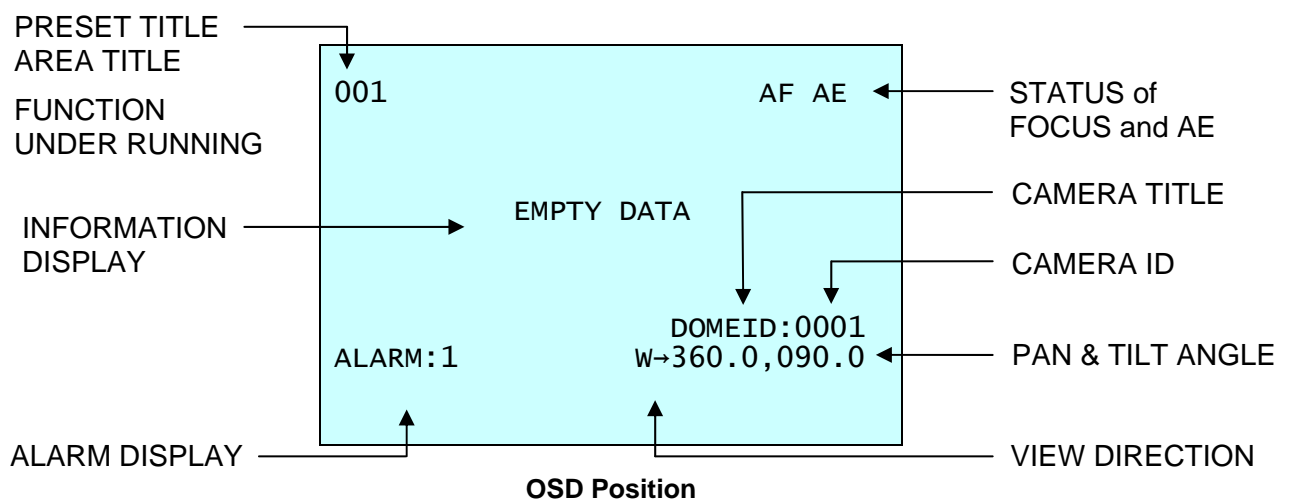 PRESET TITLE
AREA TITLE
FUNCTION
UNDER RUNNING
INFORMATION
DISPLAY
ALARM DISPLAY
001
AF AE
EMPTY DATA
DOMEID:0001
ALARM:1
W→360.0,090.0
STATUS of
FOCUS and AE
CAMERA TITLE
CAMERA ID
PAN & TILT ANGLE
VIEW DIRECTION
OSD Position